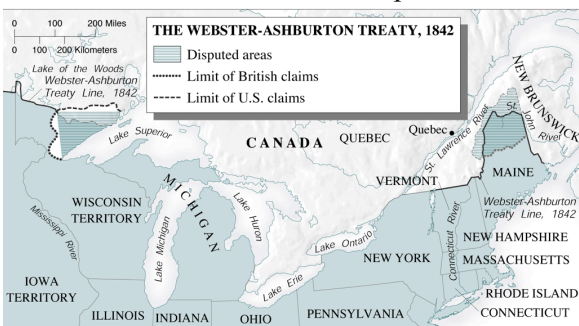 THE WEBSTER-ASHBURTON TREATY, 1842
Disputed areas
Limit of British claims
Limit of U.S. claims
0 100 200 Miles
0 100 200 Kilometers
Lake of the Woods
Webster-Ashburton
Treaty Line, 1842
Lake Superior
CANADA
QUEBEC
Quebec
St. Lawrence River
NEW BRUNSWICK
St. John River
MAINE
VERMONT
Webster-Ashburton
Treaty Line, 1842
WISCONSIN
TERRITORY
MICHIGAN
Mississippi River
Lake Michigan
Lake Huron
Lake Ontario
Lake Erie
NEW YORK
Connecticut River
NEW HAMPSHIRE
MASSACHUSETTS
RHODE ISLAND
CONNECTICUT
IOWA
TERRITORY
ILLINOIS
INDIANA
OHIO
PENNSYLVANIA